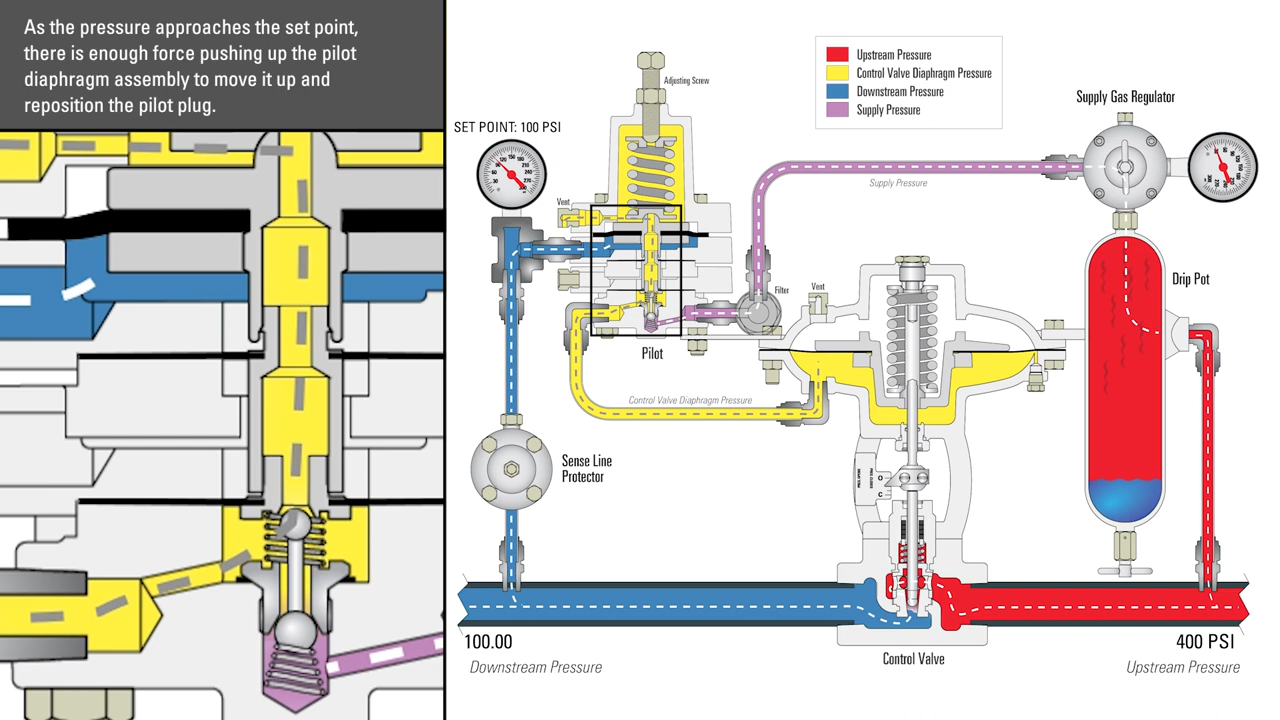 As the pressure approaches the set point,
there is enough force pushing up the pilot
diaphragm assembly to move it up and
reposition the pilot plug.
Upstream Pressure
Control Valve Diaphragm Pressure
Downstream Pressure
Supply Pressure
Adjusting Screw
SET POINT: 100 PSI
Supply Gas Regulator
Supply Pressure
Vent
Filter
Vent
Drip Pot
Pilot
Control Valve Diaphragm Pressure
Sense Line
Protector
O
C
100.00
Downstream Pressure
Control Valve
400 PSI
Upstream Pressure